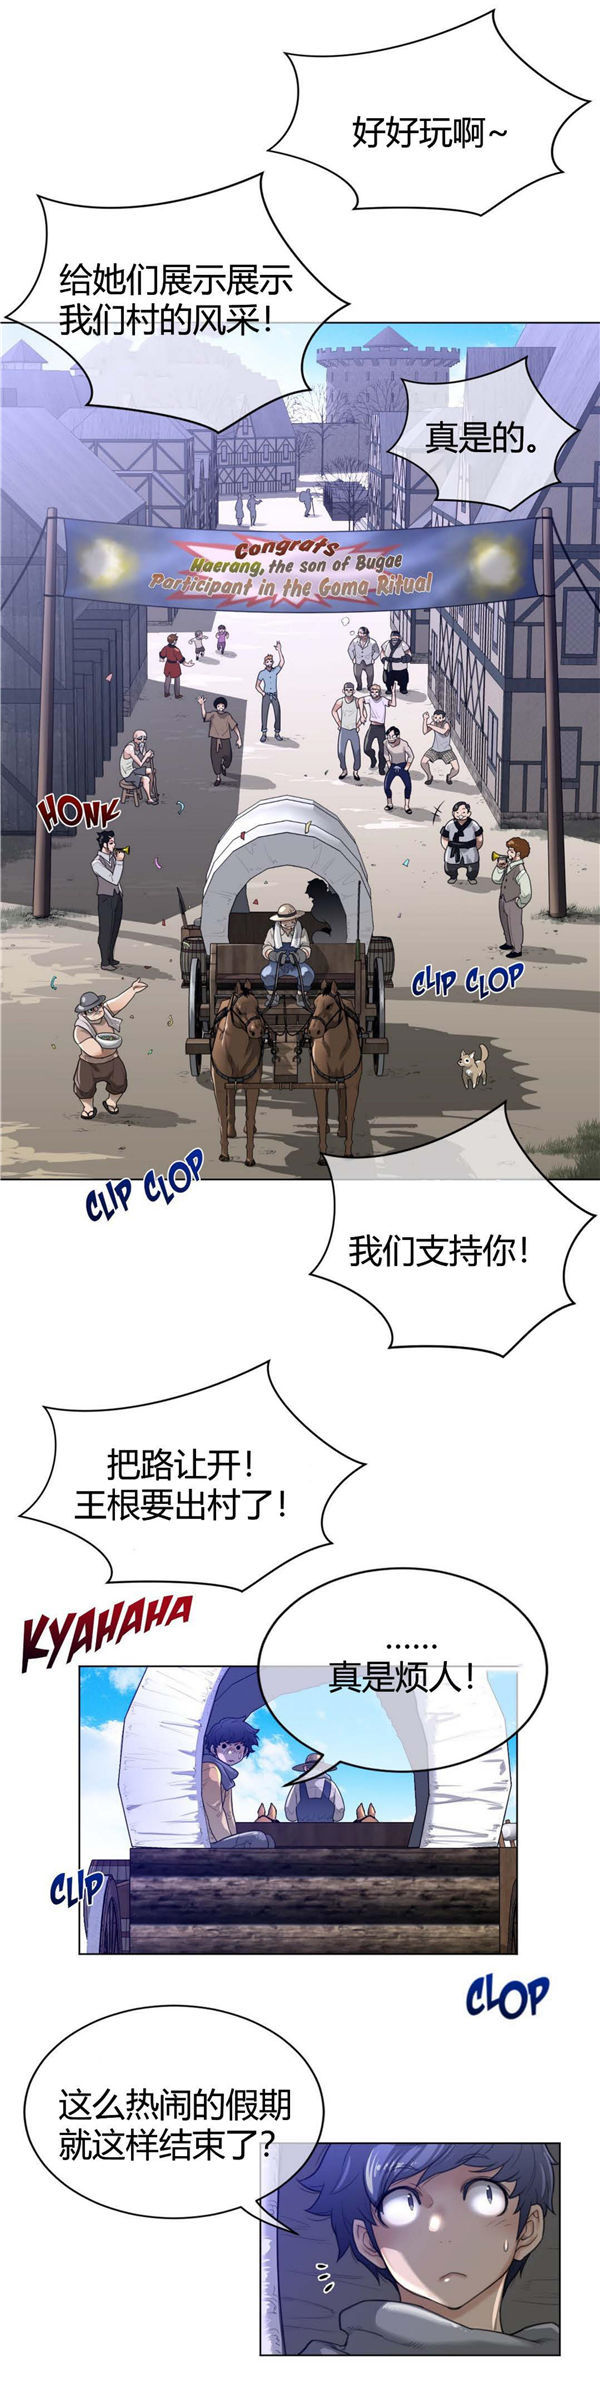 好好玩啊~
给她们展示展示
我们村的风采!
真是的。
Congrats
Haerang, the son of Bugae
Participant in the Goma Ritual
HONK
CLIP CLOP
CLIP CLOP
我们支持你!
把路让开!
王根要出村了!
KYAHAHA
......
真是烦人!
CLIP
CLOP
这么热闹的假期
就这样结束了?